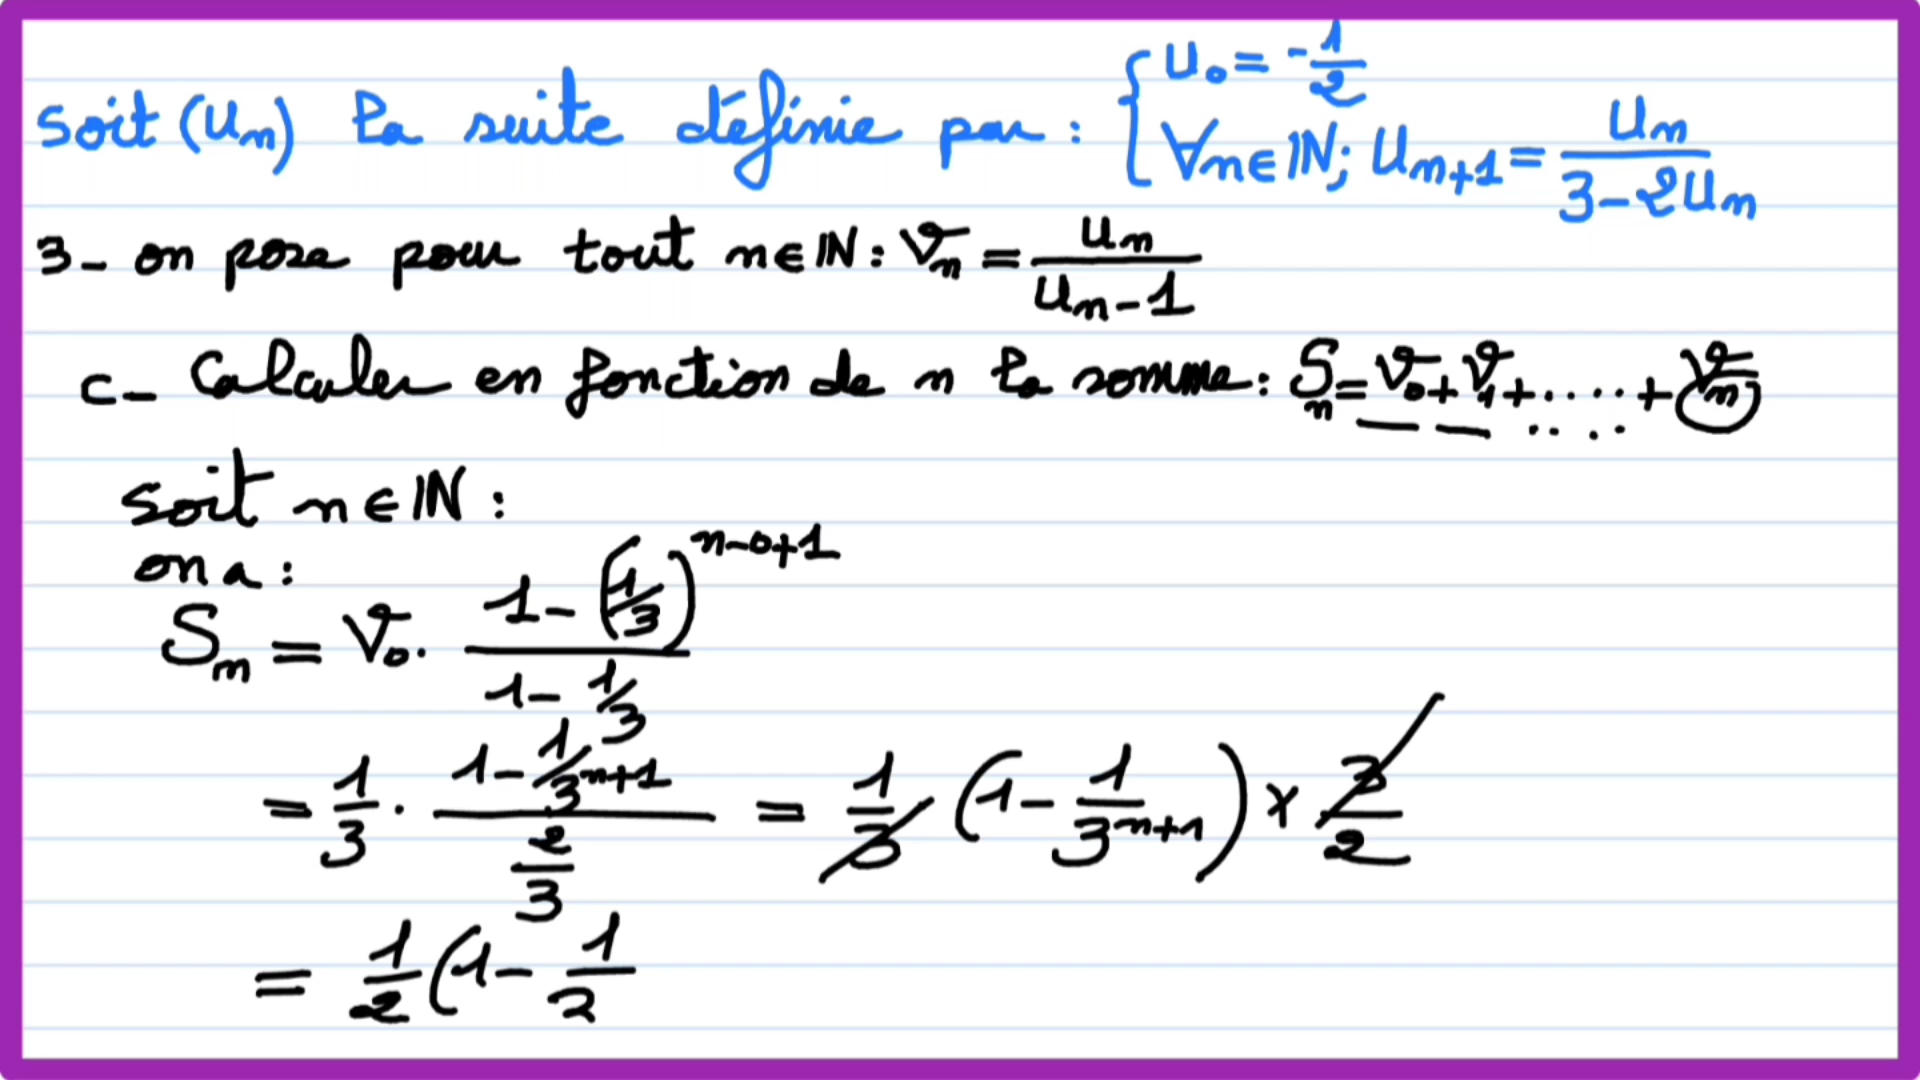 soit (Un) la suite définie par : { U₀ = -1/2
∀n∈ℕ; Uₙ₊₁ = Uₙ/(3-2Uₙ)
3- on pose pour tout n∈ℕ : Vₙ = Uₙ/(Uₙ-1)
c- Calculer en fonction de n la somme : Sₙ = V₀ + V₁ + ..... + Vₙ
soit n∈ℕ :
on a :
Sₙ = V₀ . (1-(1/3)^(n-0+1))/(1-1/3)
= 1/3 . (1-1/3^(n+1))/(2/3) = 1/3 (1-1/3^(n+1)) × 3/2
= 1/2 (1-1/